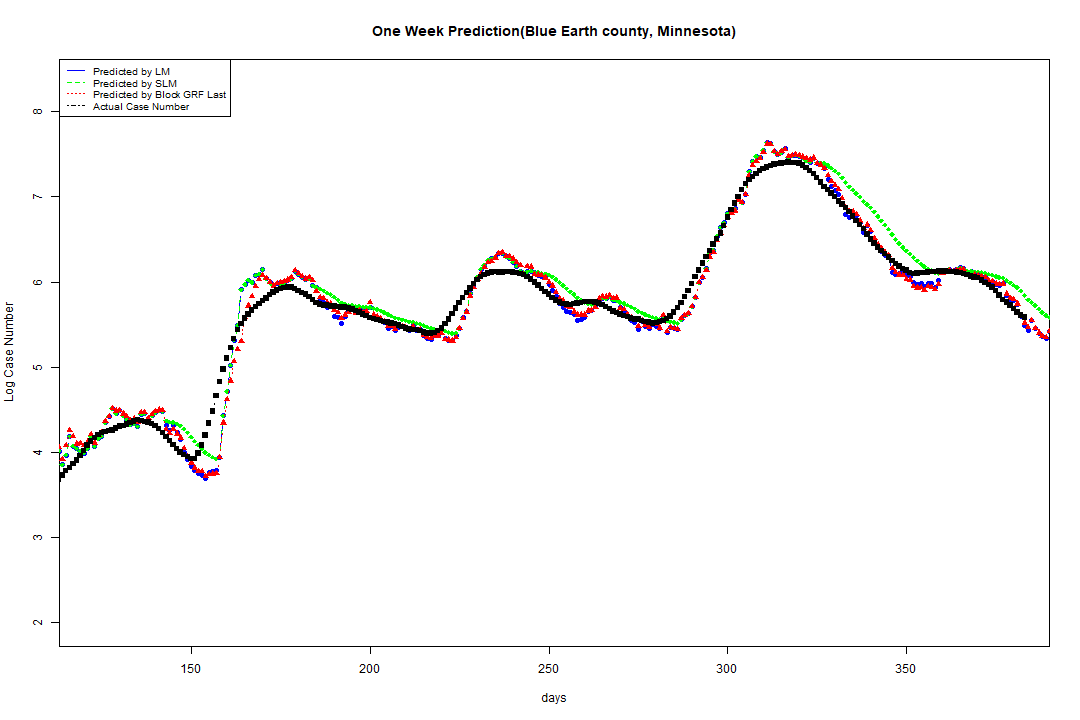 One Week Prediction(Blue Earth county, Minnesota)
Predicted by LM
Predicted by SLM
Predicted by Block GRF Last
Actual Case Number
Log Case Number
8
7
6
5
4
3
2
150 200 250 300 350
days